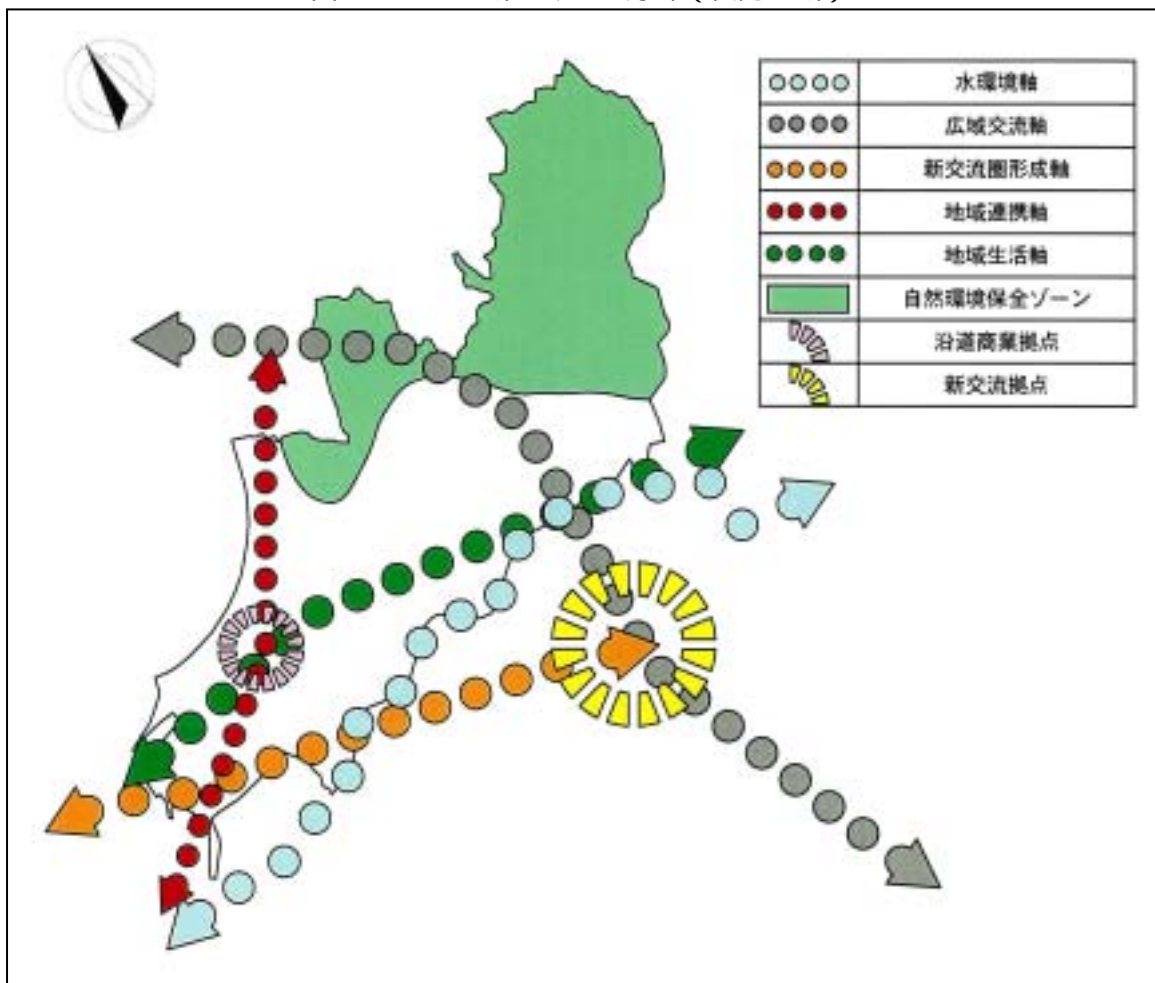 水環境軸
広域交流軸
新交流圏形成軸
地域連携軸
地域生活軸
自然環境保全ゾーン
沿道商業拠点
新交流拠点